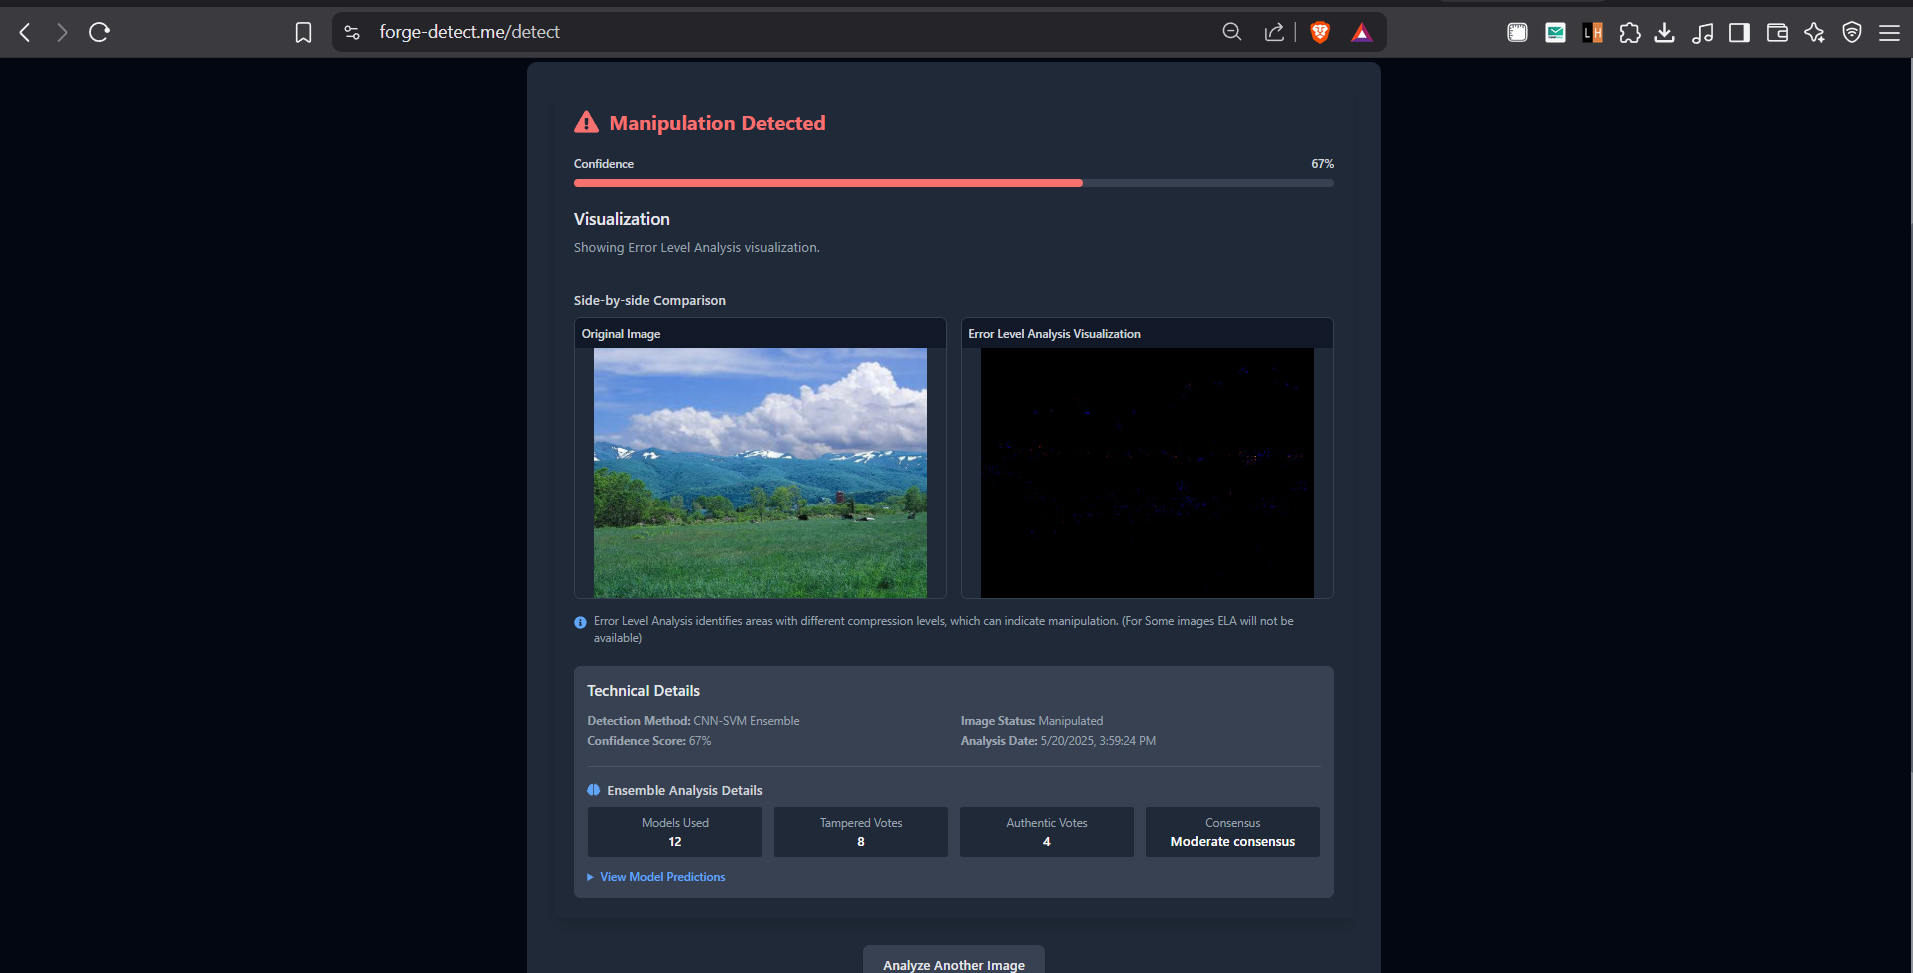 forge-detect.me/detect
LH
Manipulation Detected
Confidence 67%
Visualization
Showing Error Level Analysis visualization.
Side-by-side Comparison
Original Image
Error Level Analysis Visualization
Error Level Analysis identifies areas with different compression levels, which can indicate manipulation. (For Some images ELA will not be
available)
Technical Details
Detection Method: CNN-SVM Ensemble
Image Status: Manipulated
Confidence Score: 67%
Analysis Date: 5/20/2025, 3:59:24 PM
Ensemble Analysis Details
Models Used
12
Tampered Votes
8
Authentic Votes
4
Consensus
Moderate consensus
View Model Predictions
Analyze Another Image